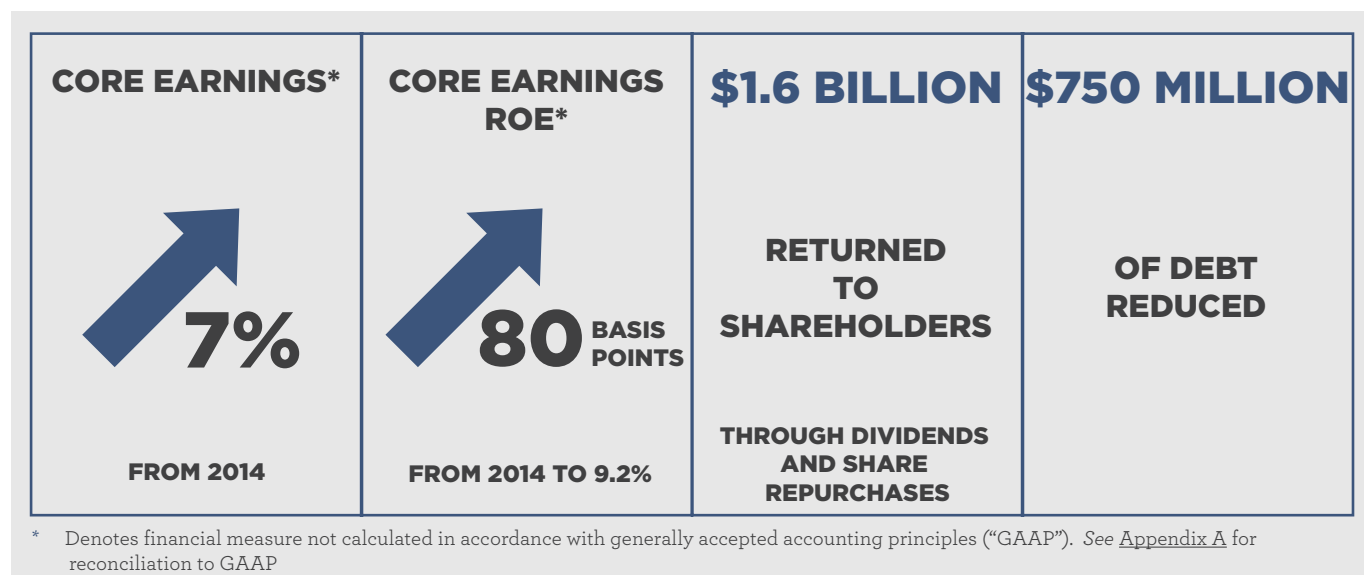 CORE EARNINGS*
7%
FROM 2014
CORE EARNINGS
ROE*
80 BASIS
POINTS
FROM 2014 TO 9.2%
$1.6 BILLION
RETURNED
TO
SHAREHOLDERS
THROUGH DIVIDENDS
AND SHARE
REPURCHASES
$750 MILLION
OF DEBT
REDUCED
* Denotes financial measure not calculated in accordance with generally accepted accounting principles (“GAAP”). See Appendix A for
reconciliation to GAAP